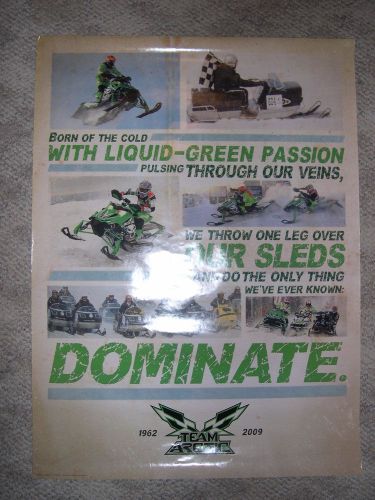 BORN OF THE COLD
WITH LIQUID-GREEN PASSION
PULSING THROUGH OUR VEINS,
WE THROW ONE LEG OVER
OUR SLEDS
AND DO THE ONLY THING
WE'VE EVER KNOWN:
DOMINATE.
1962 TEAM ARCTIC 2009